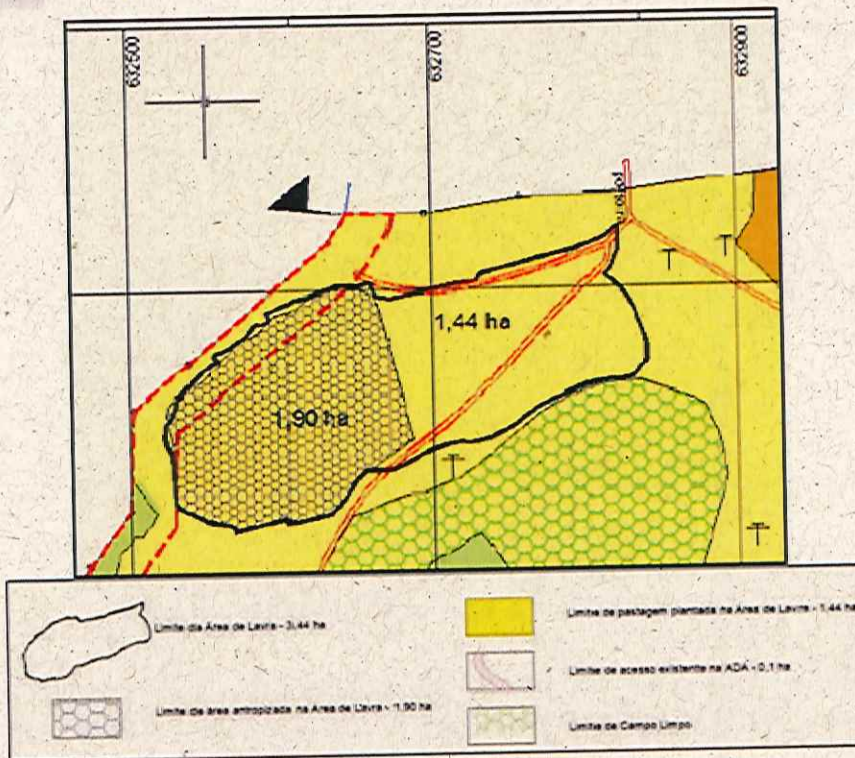 632500
632700
632900
1,44 ha
1,90 ha
Limite da Área de Lavra - 3,44 ha
Limite de área antropizada na Área de Lavra - 1,90 ha
Limite de pastagem plantada na Área de Lavra - 1,44 ha
Limite de acesso existente na ADA - 0,1 ha
Limite de Campo Limpo